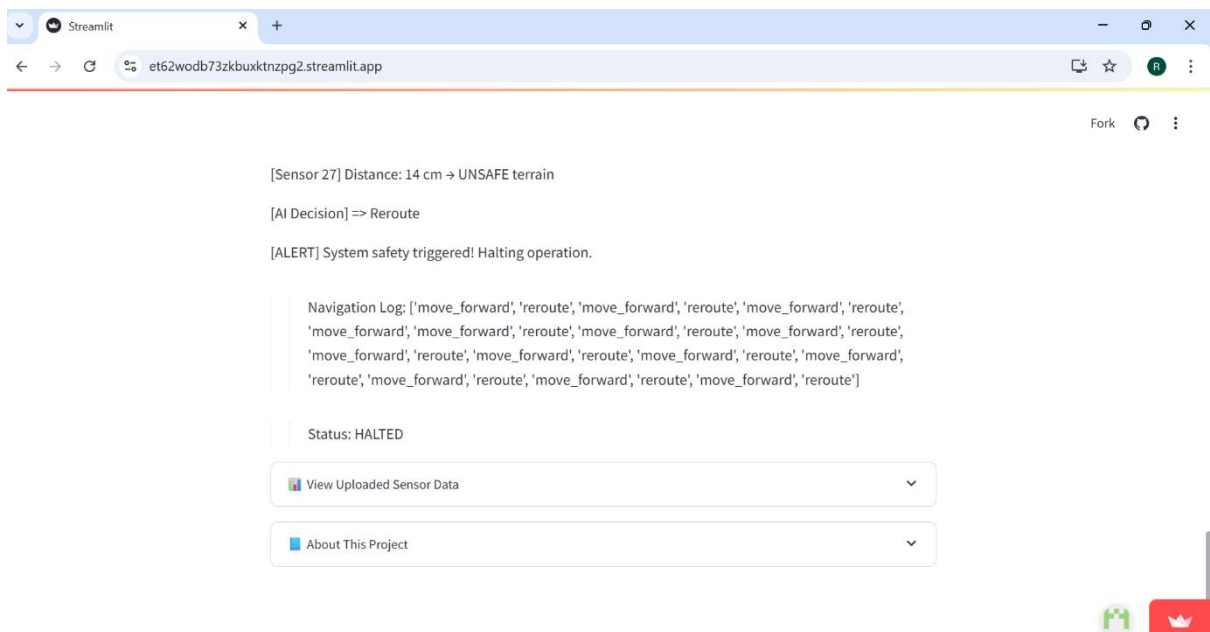 Streamlit
et62wodb73zkbuxktnzpg2.streamlit.app
R
Fork
[Sensor 27] Distance: 14 cm → UNSAFE terrain
[AI Decision] => Reroute
[ALERT] System safety triggered! Halting operation.
Navigation Log: ['move_forward', 'reroute', 'move_forward', 'reroute', 'move_forward', 'reroute',
'move_forward', 'move_forward', 'reroute', 'move_forward', 'reroute', 'move_forward', 'reroute',
'move_forward', 'reroute', 'move_forward', 'reroute', 'move_forward', 'reroute', 'move_forward',
'reroute', 'move_forward', 'reroute', 'move_forward', 'reroute', 'move_forward', 'reroute']
Status: HALTED
View Uploaded Sensor Data
About This Project